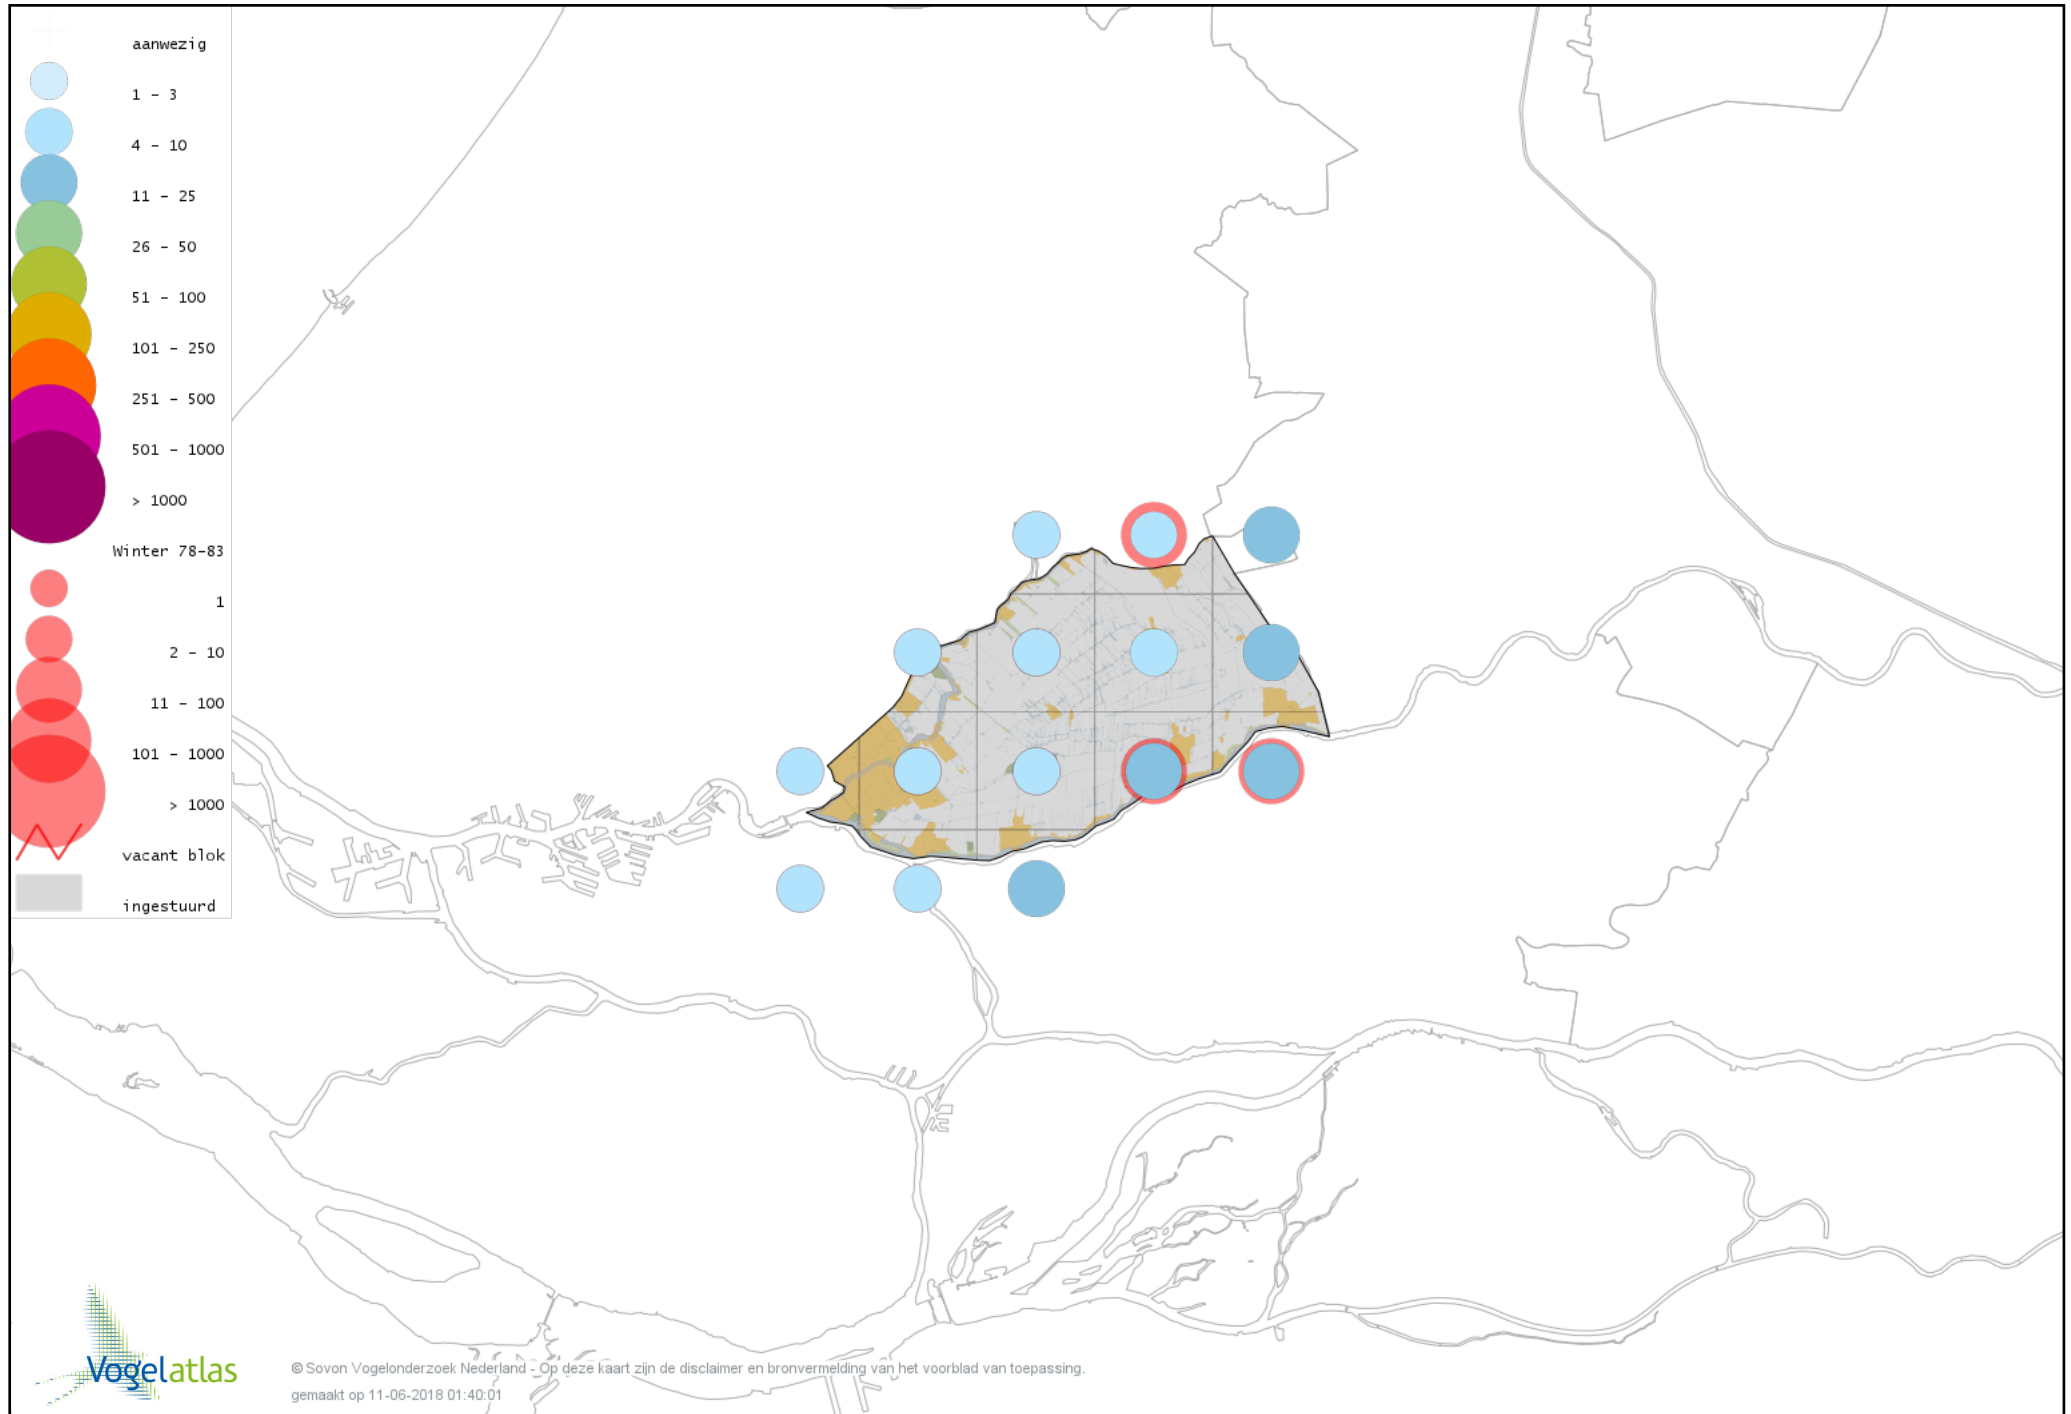 aanwezig
1 - 3
4 - 10
11 - 25
26 - 50
51 - 100
101 - 250
251 - 500
501 - 1000
> 1000
Winter 78-83
1
2 - 10
11 - 100
101 - 1000
> 1000
vacant blok
ingestuurd
Vogelatlas
© Sovon Vogelonderzoek Nederland - Op deze kaart zijn de disclaimer en bronvermelding van het voorblad van toepassing.
gemaakt op 11-06-2018 01:40:01